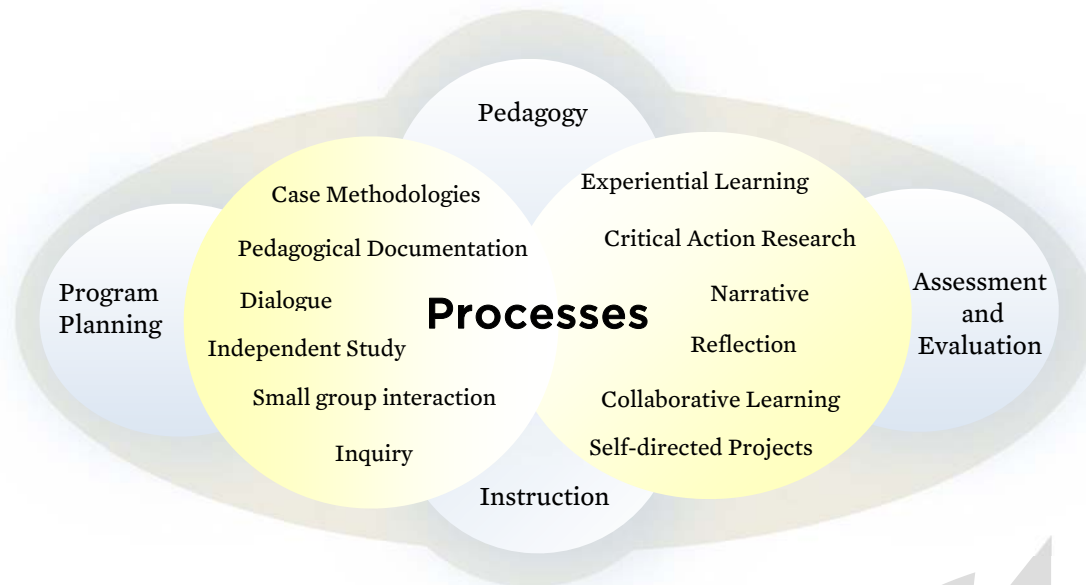 Pedagogy
Case Methodologies
Pedagogical Documentation
Dialogue
Independent Study
Small group interaction
Inquiry
Processes
Experiential Learning
Critical Action Research
Narrative
Reflection
Collaborative Learning
Self-directed Projects
Program
Planning
Assessment
and
Evaluation
Instruction